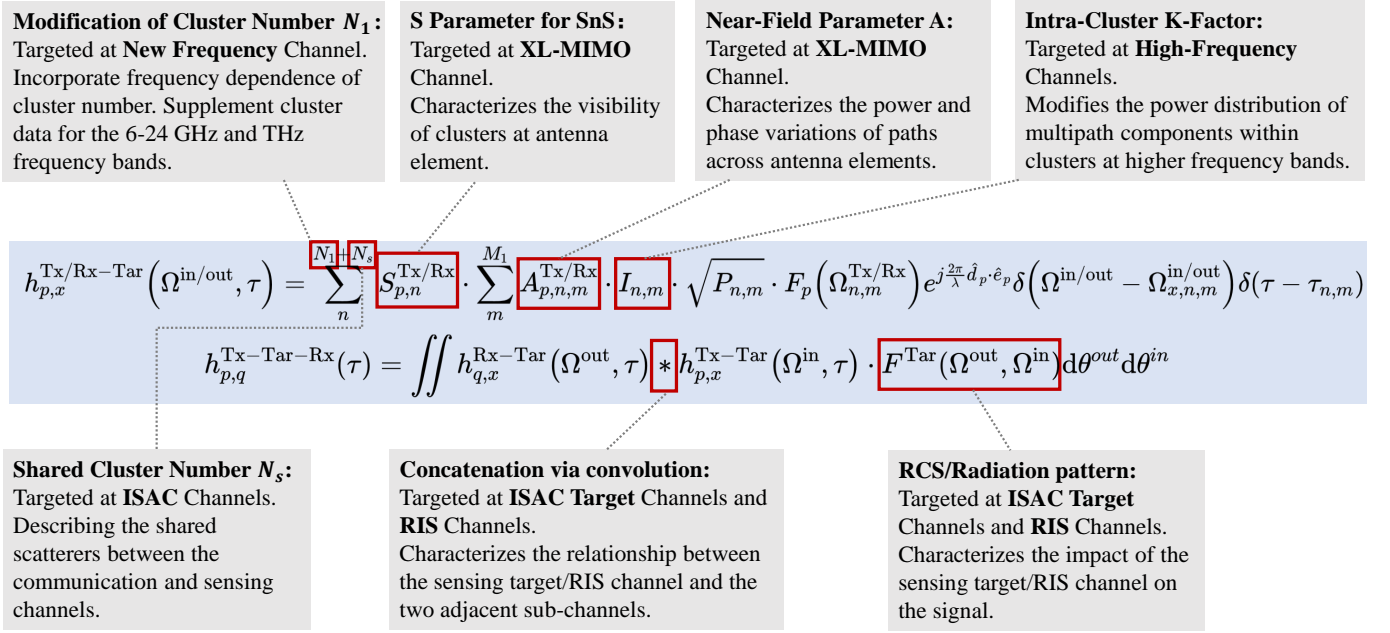 Modification of Cluster Number N₁:
Targeted at New Frequency Channel.
Incorporate frequency dependence of
cluster number. Supplement cluster
data for the 6-24 GHz and THz
frequency bands.
S Parameter for SnS:
Targeted at XL-MIMO
Channel.
Characterizes the visibility
of clusters at antenna
element.
Near-Field Parameter A:
Targeted at XL-MIMO
Channel.
Characterizes the power and
phase variations of paths
across antenna elements.
Intra-Cluster K-Factor:
Targeted at High-Frequency
Channels.
Modifies the power distribution of
multipath components within
clusters at higher frequency bands.
h_{p,x}^{Tx/Rx−Tar}(Ω^{in/out}, τ) = ∑_{n}^{N₁+N_s} S_{p,n}^{Tx/Rx} · ∑_{m}^{M₁} A_{p,n,m}^{Tx/Rx} · I_{n,m} · √P_{n,m} · F_p(Ω_{n,m}^{Tx/Rx}) e^{j\frac{2π}{λ} \hat{d}_p·\hat{e}_p} δ(Ω^{in/out} − Ω_{x,n,m}^{in/out}) δ(τ − τ_{n,m})
h_{p,q}^{Tx−Tar−Rx}(τ) = ∬ h_{q,x}^{Rx−Tar}(Ω^{out}, τ) * h_{p,x}^{Tx−Tar}(Ω^{in}, τ) · F^{Tar}(Ω^{out}, Ω^{in}) dθ^{out} dθ^{in}
Shared Cluster Number N_s:
Targeted at ISAC Channels.
Describing the shared
scatterers between the
communication and sensing
channels.
Concatenation via convolution:
Targeted at ISAC Target Channels and
RIS Channels.
Characterizes the relationship between
the sensing target/RIS channel and the
two adjacent sub-channels.
RCS/Radiation pattern:
Targeted at ISAC Target
Channels and RIS Channels.
Characterizes the impact of the
sensing target/RIS channel on
the signal.